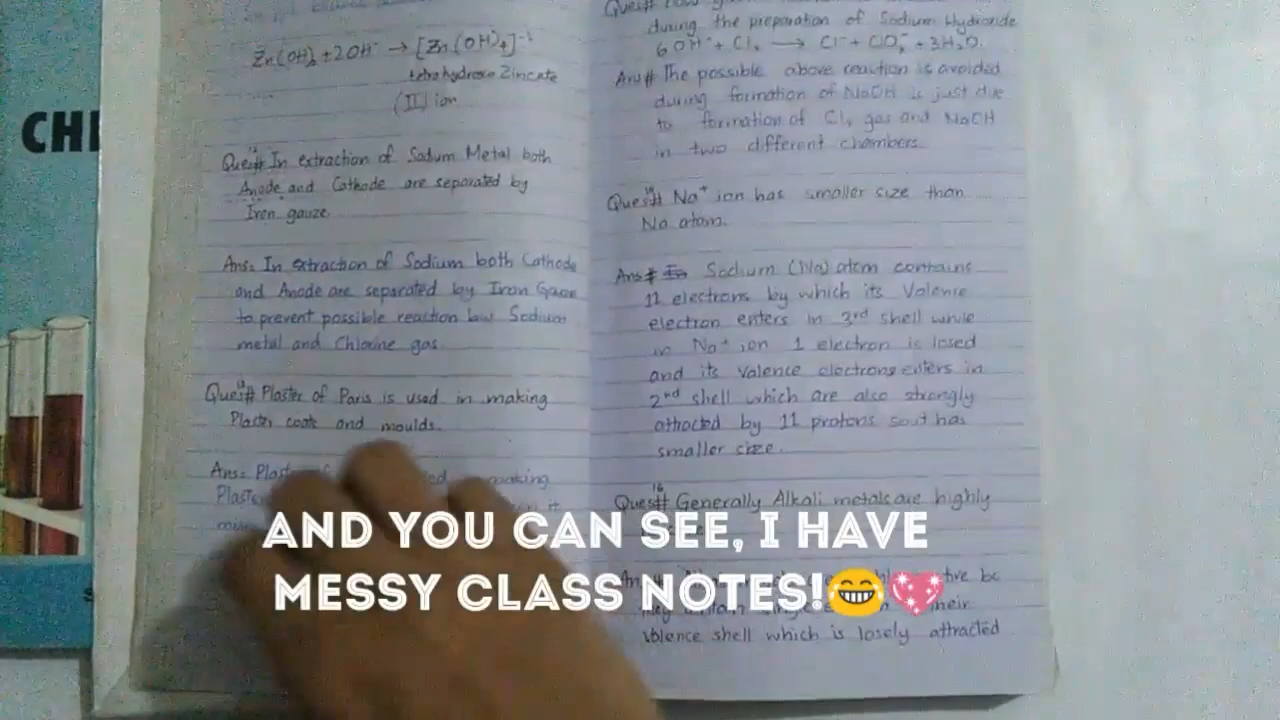 CHE
Zn(OH)₂ + 2OH⁻ → [Zn(OH)₄]⁻¹
tetrahydroxo Zincate
(II) ion
Ques# In extraction of Sodium Metal both
Anode and Cathode are separated by
Iron gauze.
Ans: In extraction of Sodium both Cathode
and Anode are separated by Iron Gauze
to prevent possible reaction b/w Sodium
metal and Chlorine gas
Ques# Plaster of Paris is used in making
Plaster coats and moulds.
Ans: making
Plaster
during the preparation of Sodium Hydroxide
6OH⁻ + Cl₂ → Cl⁻ + ClO₃⁻ + 3H₂O.
Ans# The possible above reaction is avoided
during formation of NaOH is just due
to formation of Cl₂ gas and NaOH
in two different chambers.
Ques# Na⁺ ion has smaller size than
Na atom.
Ans# Sodium (Na) atom contains
11 electrons by which its Valence
electron enters in 3rd shell while
in Na⁺ ion 1 electron is losed
and its valence electrons enters in
2nd shell which are also strongly
attracted by 11 protons so it has
smaller size.
16
Ques# Generally Alkali metals are highly
their
valence shell which is losely attracted
AND YOU CAN SEE, I HAVE
MESSY CLASS NOTES!😂💖